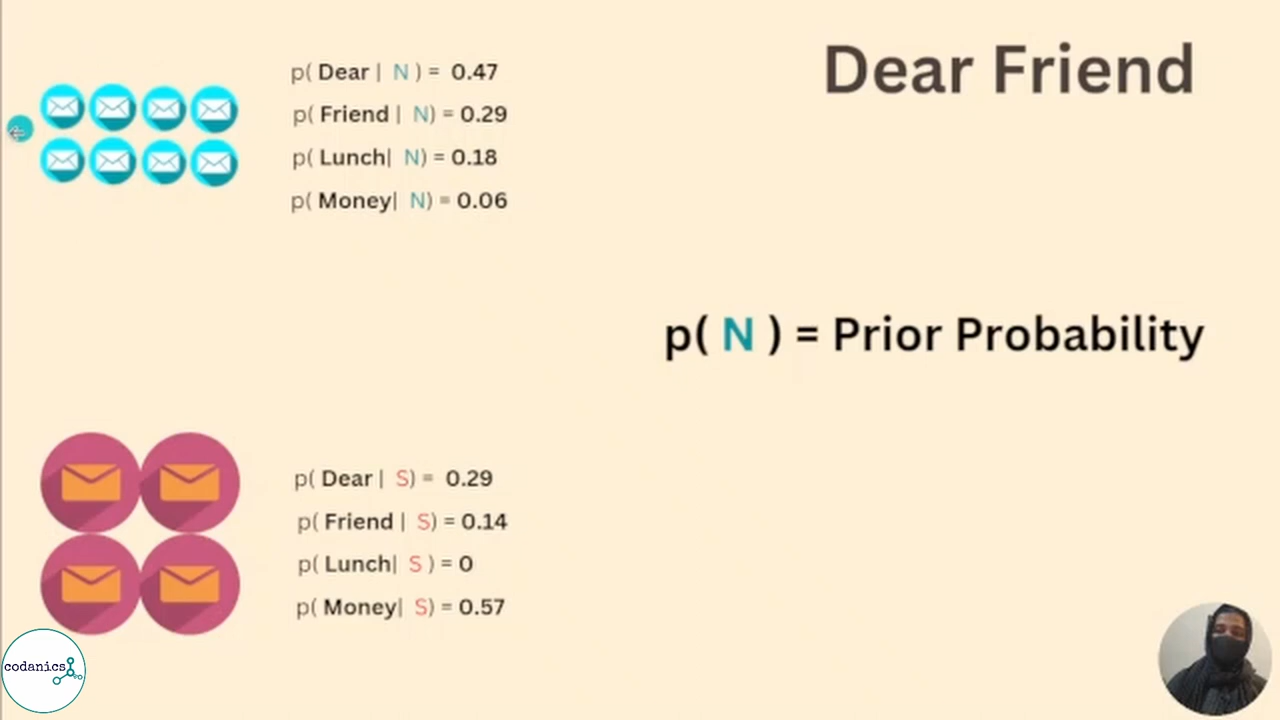 Dear Friend
p( Dear | N ) = 0.47
p( Friend | N) = 0.29
p( Lunch| N) = 0.18
p( Money| N) = 0.06
p( N ) = Prior Probability
p( Dear | S) = 0.29
p( Friend | S) = 0.14
p( Lunch| S ) = 0
p( Money| S) = 0.57
codanics